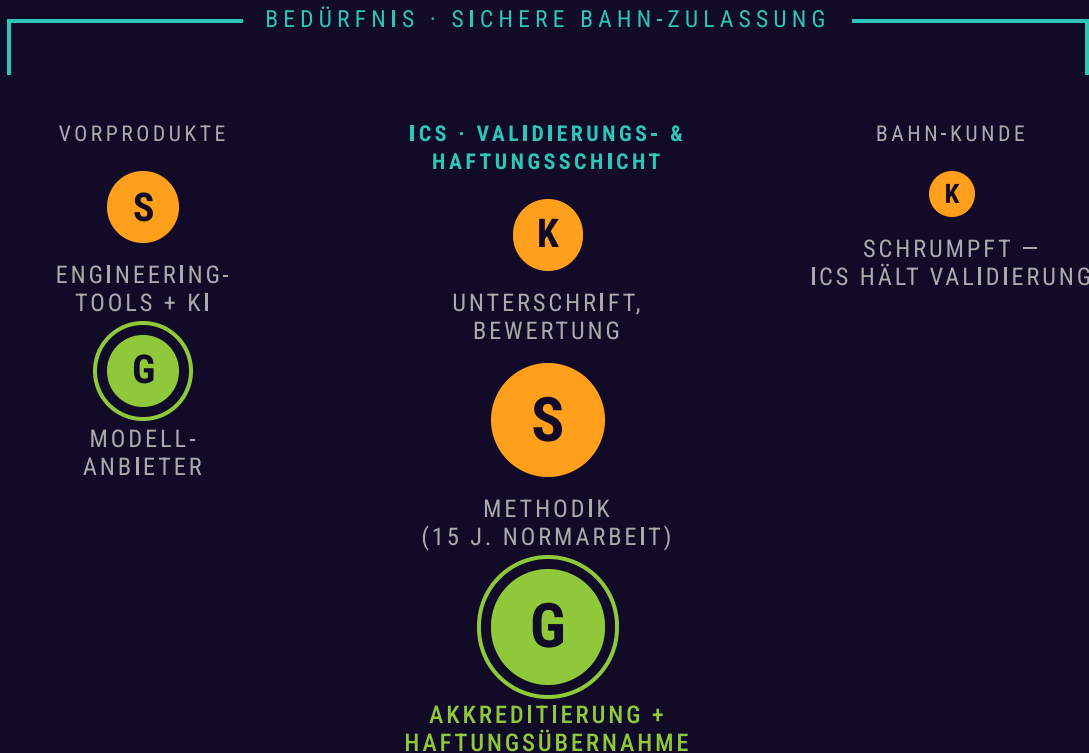 BEDÜRFNIS · SICHERE BAHN-ZULASSUNG
VORPRODUKTE
S
ENGINEERING-
TOOLS + KI
G
MODELL-
ANBIETER
ICS · VALIDIERUNGS- &
HAFTUNGSSCHICHT
K
UNTERSCHRIFT,
BEWERTUNG
S
METHODIK
(15 J. NORMARBEIT)
G
AKKREDITIERUNG +
HAFTUNGSÜBERNAHME
BAHN-KUNDE
K
SCHRUMPFT —
ICS HÄLT VALIDIERUNG